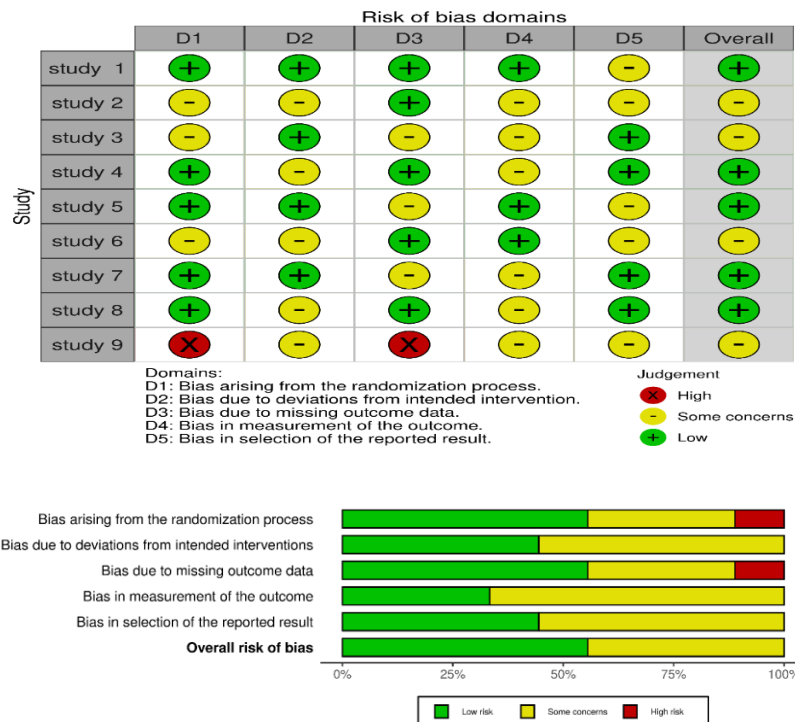 Risk of bias domains
D1 D2 D3 D4 D5 Overall
Study
study 1 + + + + - +
study 2 - - + - - -
study 3 - + - - + -
study 4 + - + - + +
study 5 + + - + - +
study 6 - - + + - -
study 7 + + - - + +
study 8 + - + - + +
study 9 X - X - - -
Domains:
D1: Bias arising from the randomization process.
D2: Bias due to deviations from intended intervention.
D3: Bias due to missing outcome data.
D4: Bias in measurement of the outcome.
D5: Bias in selection of the reported result.
Judgement
X High
- Some concerns
+ Low
Bias arising from the randomization process
Bias due to deviations from intended interventions
Bias due to missing outcome data
Bias in measurement of the outcome
Bias in selection of the reported result
Overall risk of bias
0% 25% 50% 75% 100%
Low risk Some concerns High risk